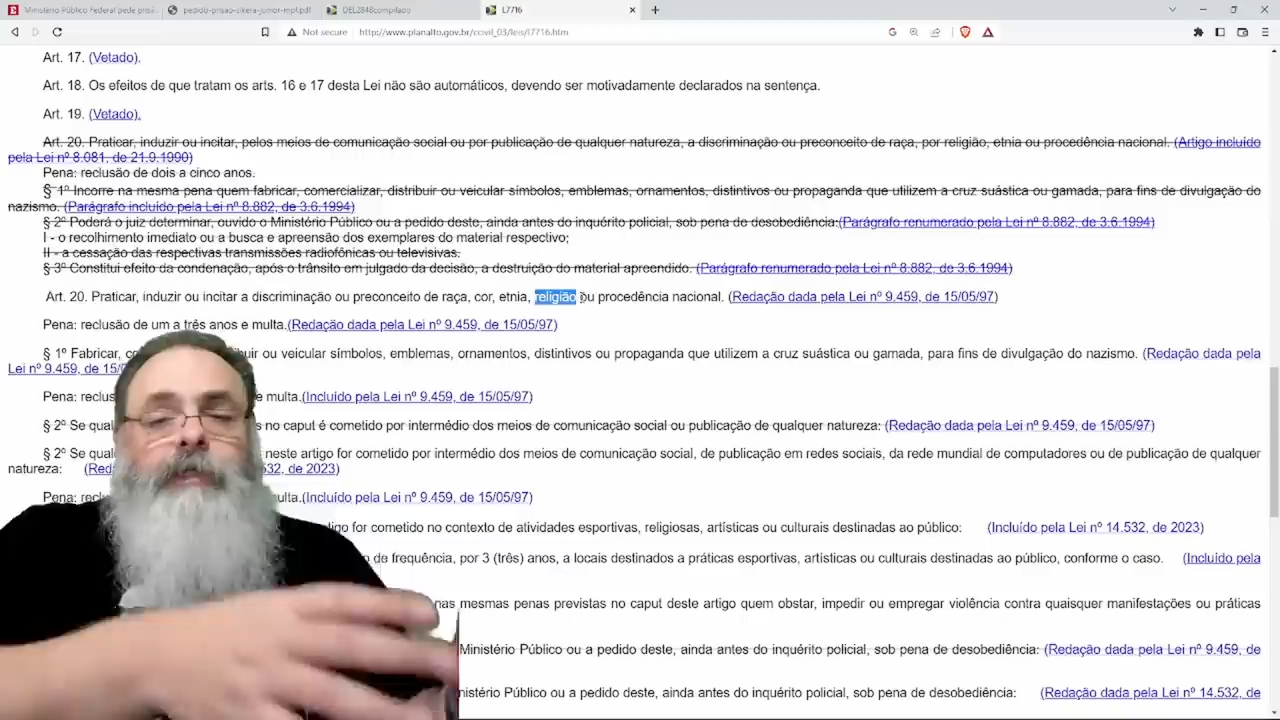 Ministério Público Federal pede prisã
pedido-prisao-sikera-junior-mpf.pdf
DEL2848compilado
L7716
Not secure
http://www.planalto.gov.br/ccivil_03/leis/l7716.htm
Art. 17. (Vetado).
Art. 18. Os efeitos de que tratam os arts. 16 e 17 desta Lei não são automáticos, devendo ser motivadamente declarados na sentença.
Art. 19. (Vetado).
Art. 20. Praticar, induzir ou incitar, pelos meios de comunicação social ou por publicação de qualquer natureza, a discriminação ou preconceito de raça, por religião, etnia ou procedência nacional. (Artigo incluído
pela Lei nº 8.081, de 21.9.1990)
Pena: reclusão de dois a cinco anos.
§ 1º Incorre na mesma pena quem fabricar, comercializar, distribuir ou veicular símbolos, emblemas, ornamentos, distintivos ou propaganda que utilizem a cruz suástica ou gamada, para fins de divulgação do
nazismo. (Parágrafo incluído pela Lei nº 8.882, de 3.6.1994)
§ 2º Poderá o juiz determinar, ouvido o Ministério Público ou a pedido deste, ainda antes do inquérito policial, sob pena de desobediência:(Parágrafo renumerado pela Lei nº 8.882, de 3.6.1994)
I - o recolhimento imediato ou a busca e apreensão dos exemplares do material respectivo;
II - a cessação das respectivas transmissões radiofônicas ou televisivas.
§ 3º Constitui efeito da condenação, após o trânsito em julgado da decisão, a destruição do material apreendido. (Parágrafo renumerado pela Lei nº 8.882, de 3.6.1994)
Art. 20. Praticar, induzir ou incitar a discriminação ou preconceito de raça, cor, etnia, religião ou procedência nacional. (Redação dada pela Lei nº 9.459, de 15/05/97)
Pena: reclusão de um a três anos e multa.(Redação dada pela Lei nº 9.459, de 15/05/97)
§ 1º Fabricar, buir ou veicular símbolos, emblemas, ornamentos, distintivos ou propaganda que utilizem a cruz suástica ou gamada, para fins de divulgação do nazismo. (Redação dada pela
Lei nº 9.459, de 15/0
Pena: reclus e multa.(Incluído pela Lei nº 9.459, de 15/05/97)
§ 2º Se qual s no caput é cometido por intermédio dos meios de comunicação social ou publicação de qualquer natureza: (Redação dada pela Lei nº 9.459, de 15/05/97)
§ 2º Se qual neste artigo for cometido por intermédio dos meios de comunicação social, de publicação em redes sociais, da rede mundial de computadores ou de publicação de qualquer
natureza: (Red 532, de 2023)
Pena: reclu ulta.(Incluído pela Lei nº 9.459, de 15/05/97)
tigo for cometido no contexto de atividades esportivas, religiosas, artísticas ou culturais destinadas ao público: (Incluído pela Lei nº 14.532, de 2023)
de frequência, por 3 (três) anos, a locais destinados a práticas esportivas, artísticas ou culturais destinadas ao público, conforme o caso. (Incluído pela
nas mesmas penas previstas no caput deste artigo quem obstar, impedir ou empregar violência contra quaisquer manifestações ou práticas
Ministério Público ou a pedido deste, ainda antes do inquérito policial, sob pena de desobediência: (Redação dada pela Lei nº 9.459, de
nistério Público ou a pedido deste, ainda antes do inquérito policial, sob pena de desobediência: (Redação dada pela Lei nº 14.532, de